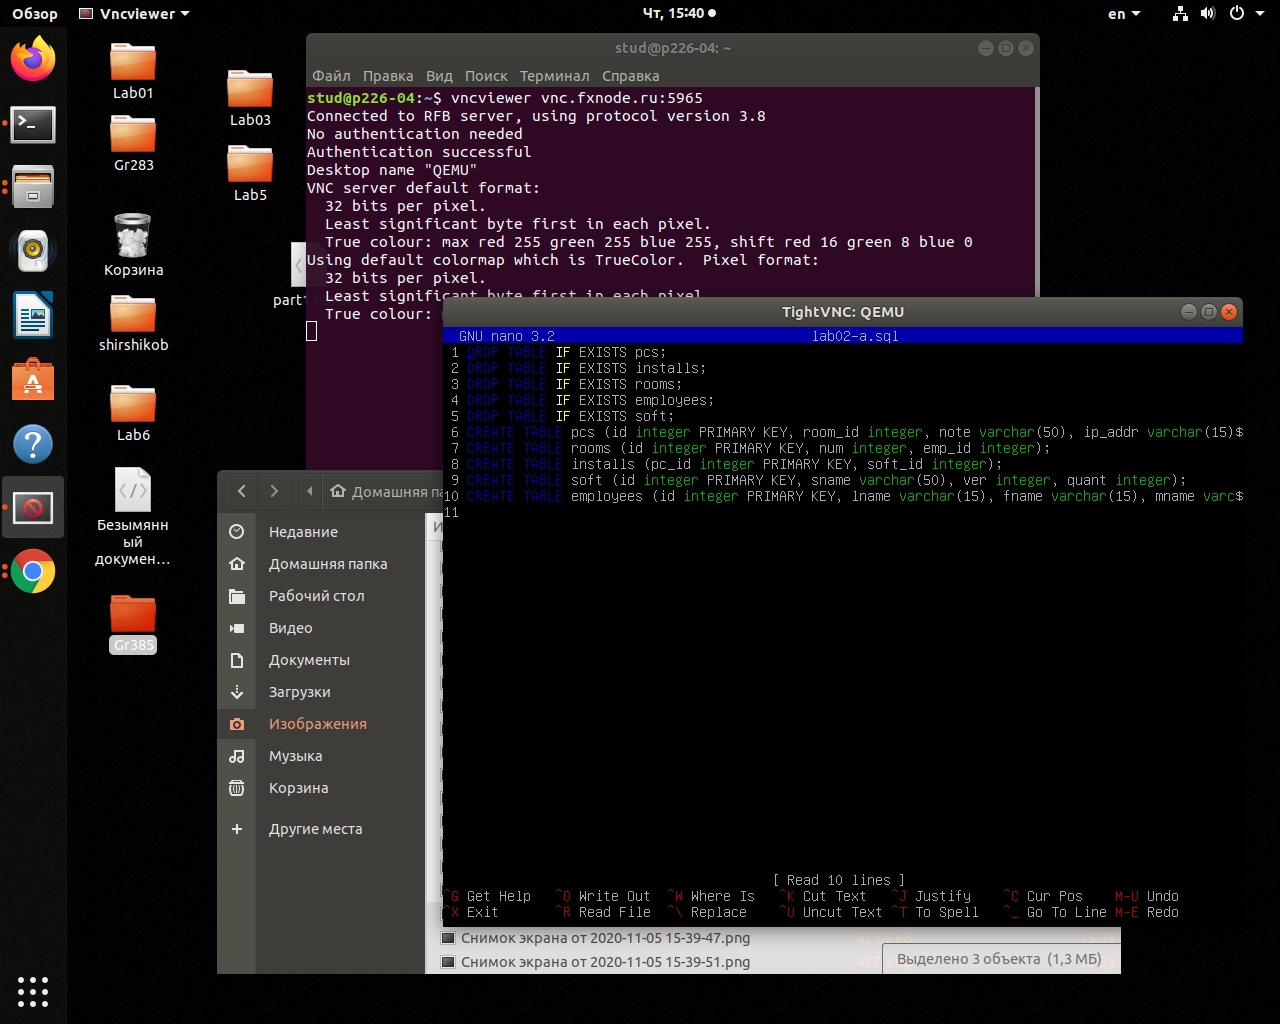 Обзор
Vncviewer
Чт, 15:40
en
Lab01
Gr283
Корзина
shirshikob
Lab6
Безымянн
ый
докумен...
Gr385
Lab03
Lab5
part1
stud@p226-04: ~
Файл Правка Вид Поиск Терминал Справка
stud@p226-04:~$ vncviewer vnc.fxnode.ru:5965
Connected to RFB server, using protocol version 3.8
No authentication needed
Authentication successful
Desktop name "QEMU"
VNC server default format:
32 bits per pixel.
Least significant byte first in each pixel.
True colour: max red 255 green 255 blue 255, shift red 16 green 8 blue 0
Using default colormap which is TrueColor.  Pixel format:
32 bits per pixel.
Least significant byte first in each pixel.
True colour:
TightVNC: QEMU
GNU nano 3.2 lab02-a.sql
1 DROP TABLE IF EXISTS pcs;
2 DROP TABLE IF EXISTS installs;
3 DROP TABLE IF EXISTS rooms;
4 DROP TABLE IF EXISTS employees;
5 DROP TABLE IF EXISTS soft;
6 CREATE TABLE pcs (id integer PRIMARY KEY, room_id integer, note varchar(50), ip_addr varchar(15)$
7 CREATE TABLE rooms (id integer PRIMARY KEY, num integer, emp_id integer);
8 CREATE TABLE installs (pc_id integer PRIMARY KEY, soft_id integer);
9 CREATE TABLE soft (id integer PRIMARY KEY, sname varchar(50), ver integer, quant integer);
10 CREATE TABLE employees (id integer PRIMARY KEY, lname varchar(15), fname varchar(15), mname varc$
11
[ Read 10 lines ]
^G Get Help ^O Write Out ^W Where Is ^K Cut Text ^J Justify ^C Cur Pos M-U Undo
^X Exit ^R Read File ^\ Replace ^U Uncut Text ^T To Spell ^_ Go To Line M-E Redo
Домашняя па
Недавние
Домашняя папка
Рабочий стол
Видео
Документы
Загрузки
Изображения
Музыка
Корзина
Другие места
Снимок экрана от 2020-11-05 15-39-47.png 423,3 кБ 15:39
Снимок экрана от 2020-11-05 15-39-51.png
Выделено 3 объекта (1,3 МБ)